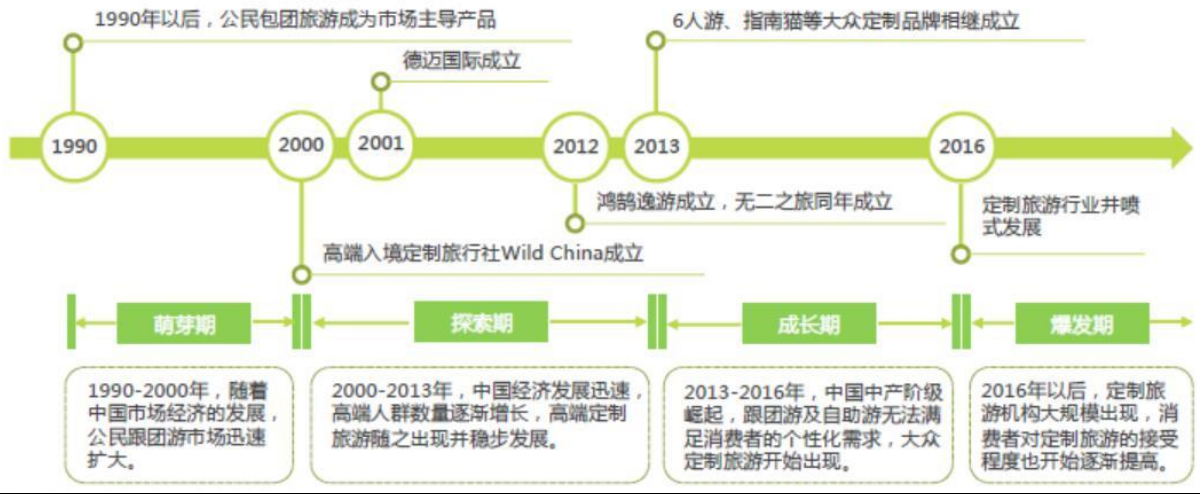 1990年以后，公民包团旅游成为市场主导产品
6人游、指南猫等大众定制品牌相继成立
德迈国际成立
1990
2000
2001
2012
2013
2016
鸿鹄逸游成立，无二之旅同年成立
定制旅游行业井喷
式发展
高端入境定制旅行社Wild China成立
萌芽期
探索期
成长期
爆发期
1990-2000年，随着
中国市场经济的发展，
公民跟团游市场迅速
扩大。
2000-2013年，中国经济发展迅速，
高端人群数量逐渐增长，高端定制
旅游随之出现并稳步发展。
2013-2016年，中国中产阶级
崛起，跟团游及自助游无法满
足消费者的个性化需求，大众
定制旅游开始出现。
2016年以后，定制旅
游机构大规模出现，消
费者对定制旅游的接受
程度也开始逐渐提高。